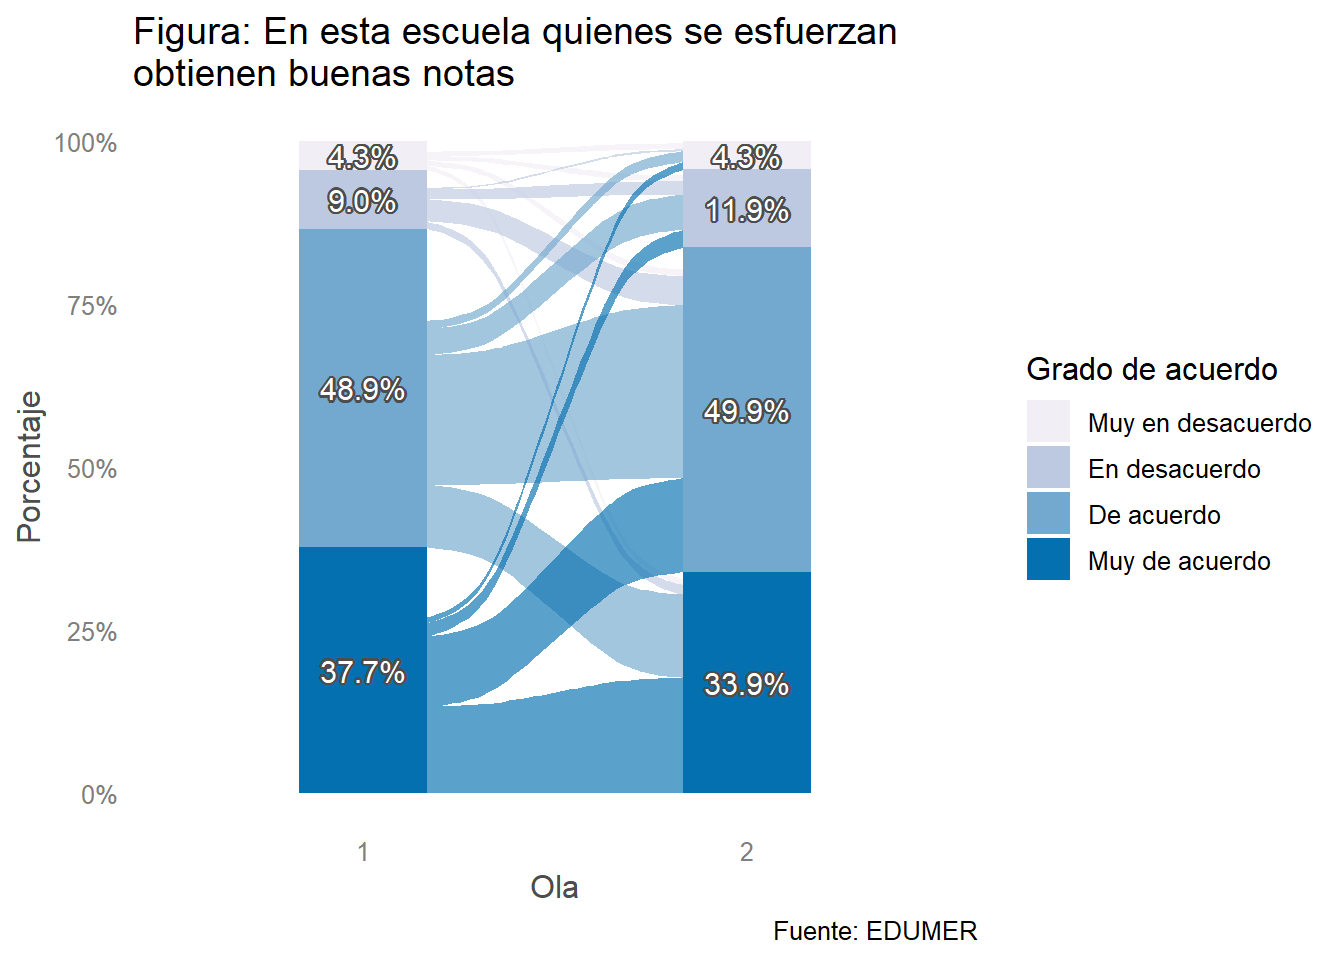 Figura: En esta escuela quienes se esfuerzan
obtienen buenas notas
100%
75%
50%
25%
0%
Porcentaje
4.3%
9.0%
48.9%
37.7%
4.3%
11.9%
49.9%
33.9%
1
2
Ola
Grado de acuerdo
Muy en desacuerdo
En desacuerdo
De acuerdo
Muy de acuerdo
Fuente: EDUMER